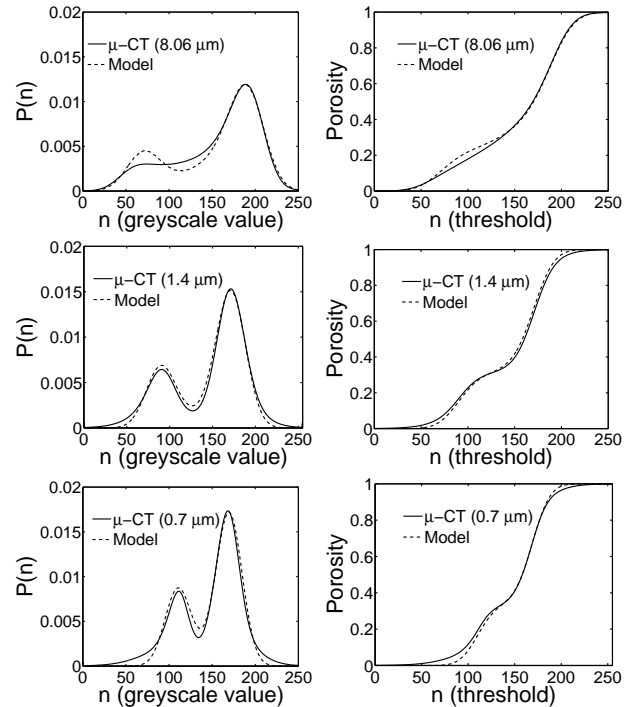 0.02
0.015
0.01
0.005
0
P(n)
μ−CT (8.06 μm)
Model
0 50 100 150 200 250
n (greyscale value)
1
0.8
0.6
0.4
0.2
0
Porosity
μ−CT (8.06 μm)
Model
0 50 100 150 200 250
n (threshold)
0.02
0.015
0.01
0.005
0
P(n)
μ−CT (1.4 μm)
Model
0 50 100 150 200 250
n (greyscale value)
1
0.8
0.6
0.4
0.2
0
Porosity
μ−CT (1.4 μm)
Model
0 50 100 150 200 250
n (threshold)
0.02
0.015
0.01
0.005
0
P(n)
μ−CT (0.7 μm)
Model
0 50 100 150 200 250
n (greyscale value)
1
0.8
0.6
0.4
0.2
0
Porosity
μ−CT (0.7 μm)
Model
0 50 100 150 200 250
n (threshold)